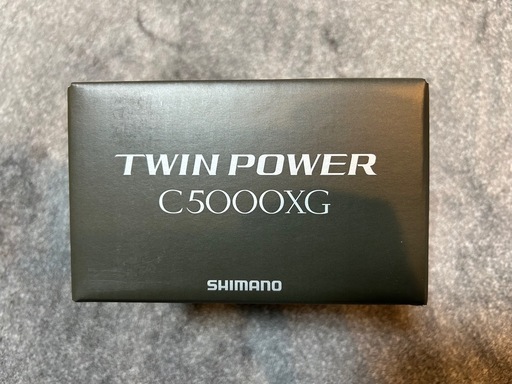 TWIN POWER
C5000XG
SHIMANO